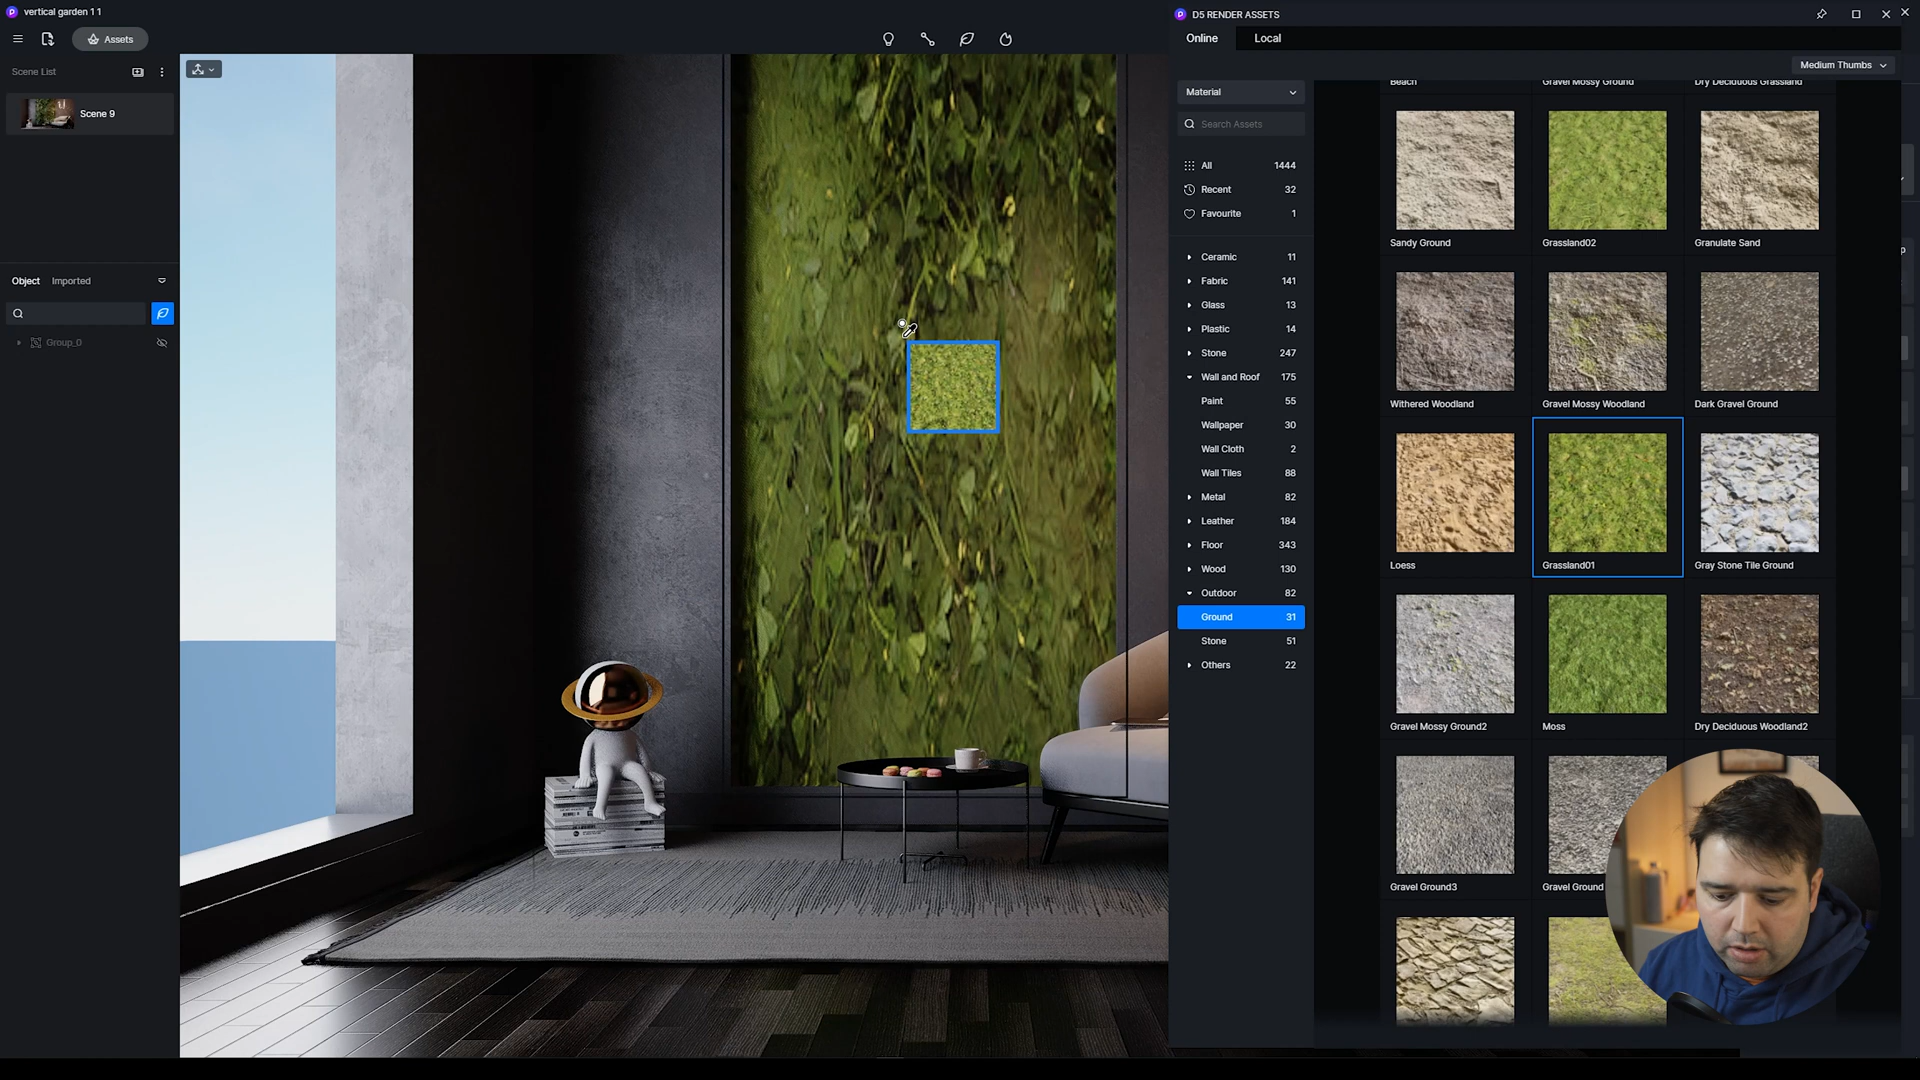 vertical garden 1 1
Assets
Scene List
Scene 9
Object
Imported
Group_0
D5 RENDER ASSETS
Online
Local
Medium Thumbs
Material
Search Assets
All 1444
Recent 32
Favourite 1
Ceramic 11
Fabric 141
Glass 13
Plastic 14
Stone 247
Wall and Roof 175
Paint 55
Wallpaper 30
Wall Cloth 2
Wall Tiles 88
Metal 82
Leather 184
Floor 343
Wood 130
Outdoor 82
Ground 31
Stone 51
Others 22
Beach
Gravel Mossy Ground
Dry Deciduous Grassland
Sandy Ground
Grassland02
Granulate Sand
Withered Woodland
Gravel Mossy Woodland
Dark Gravel Ground
Loess
Grassland01
Gray Stone Tile Ground
Gravel Mossy Ground2
Moss
Dry Deciduous Woodland2
Gravel Ground3
Gravel Ground